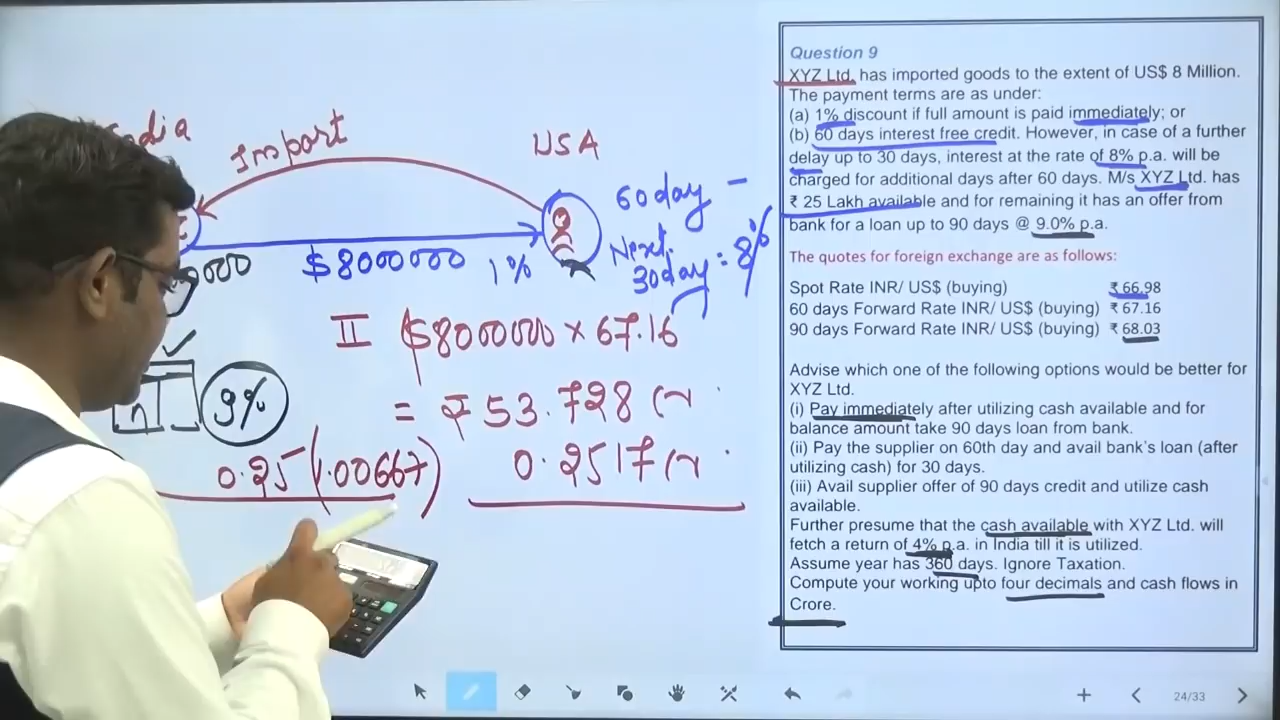 Question 9
XYZ Ltd. has imported goods to the extent of US$ 8 Million.
The payment terms are as under:
(a) 1% discount if full amount is paid immediately; or
(b) 60 days interest free credit. However, in case of a further
delay up to 30 days, interest at the rate of 8% p.a. will be
charged for additional days after 60 days. M/s XYZ Ltd. has
₹ 25 Lakh available and for remaining it has an offer from
bank for a loan up to 90 days @ 9.0% p.a.
The quotes for foreign exchange are as follows:
Spot Rate INR/ US$ (buying) ₹ 66.98
60 days Forward Rate INR/ US$ (buying) ₹ 67.16
90 days Forward Rate INR/ US$ (buying) ₹ 68.03
Advise which one of the following options would be better for
XYZ Ltd.
(i) Pay immediately after utilizing cash available and for
balance amount take 90 days loan from bank.
(ii) Pay the supplier on 60th day and avail bank's loan (after
utilizing cash) for 30 days.
(iii) Avail supplier offer of 90 days credit and utilize cash
available.
Further presume that the cash available with XYZ Ltd. will
fetch a return of 4% p.a. in India till it is utilized.
Assume year has 360 days. Ignore Taxation.
Compute your working upto four decimals and cash flows in
Crore.
Import
USA
60 day -
Next
30 day = 8%
$8000000 1%
II $8000000 × 67.16
= ₹ 53.728 Cr
9%
0.25 (1.00667) 0.2517 Cr
24/33